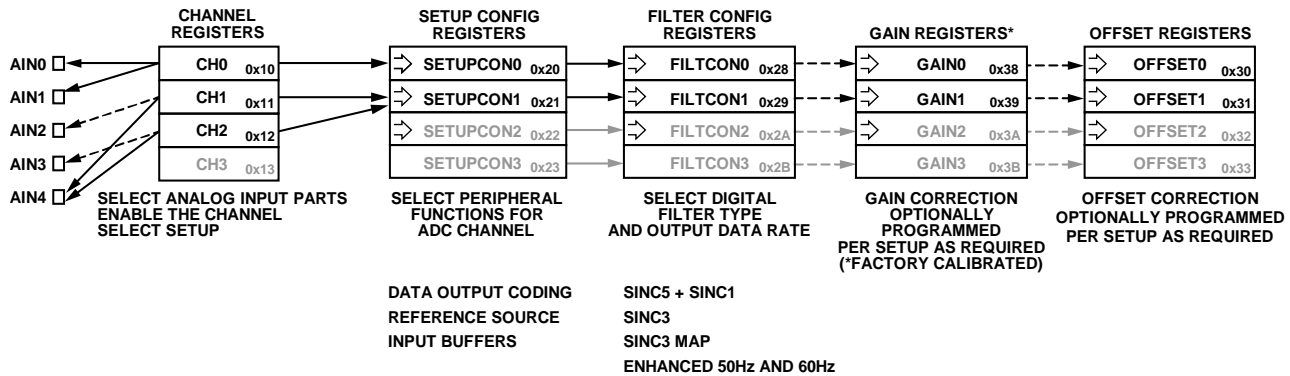 CHANNEL
REGISTERS
SETUP CONFIG
REGISTERS
FILTER CONFIG
REGISTERS
GAIN REGISTERS*
OFFSET REGISTERS
AIN0
CH0 0x10
SETUPCON0 0x20
FILTCON0 0x28
GAIN0 0x38
OFFSET0 0x30
AIN1
CH1 0x11
SETUPCON1 0x21
FILTCON1 0x29
GAIN1 0x39
OFFSET1 0x31
AIN2
CH2 0x12
SETUPCON2 0x22
FILTCON2 0x2A
GAIN2 0x3A
OFFSET2 0x32
AIN3
CH3 0x13
SETUPCON3 0x23
FILTCON3 0x2B
GAIN3 0x3B
OFFSET3 0x33
AIN4
SELECT ANALOG INPUT PARTS
ENABLE THE CHANNEL
SELECT SETUP
SELECT PERIPHERAL
FUNCTIONS FOR
ADC CHANNEL
SELECT DIGITAL
FILTER TYPE
AND OUTPUT DATA RATE
GAIN CORRECTION
OPTIONALLY
PROGRAMMED
PER SETUP AS REQUIRED
(*FACTORY CALIBRATED)
OFFSET CORRECTION
OPTIONALLY PROGRAMMED
PER SETUP AS REQUIRED
DATA OUTPUT CODING
REFERENCE SOURCE
INPUT BUFFERS
SINC5 + SINC1
SINC3
SINC3 MAP
ENHANCED 50Hz AND 60Hz